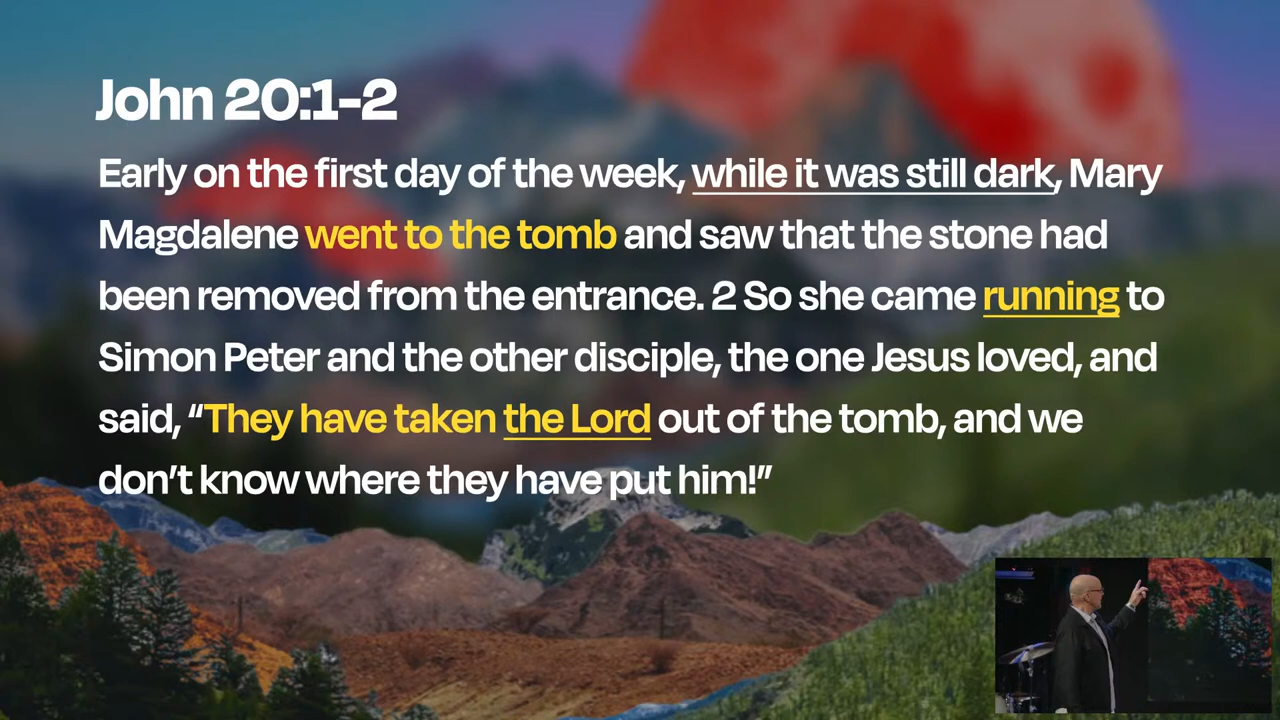 John 20:1-2
Early on the first day of the week, while it was still dark, Mary
Magdalene went to the tomb and saw that the stone had
been removed from the entrance. 2 So she came running to
Simon Peter and the other disciple, the one Jesus loved, and
said, “They have taken the Lord out of the tomb, and we
don’t know where they have put him!”